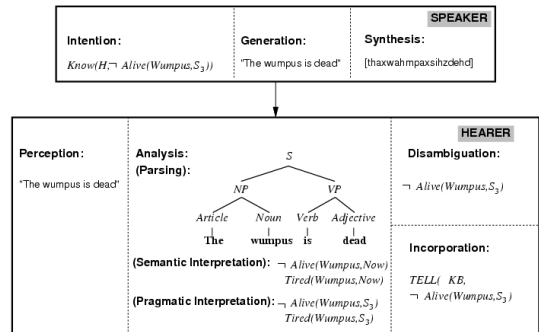 SPEAKER
Intention:
Know(H,¬ Alive(Wumpus,S3))
Generation:
"The wumpus is dead"
Synthesis:
[thaxwahmpaxsihzdehd]
HEARER
Perception:
"The wumpus is dead"
Analysis:
(Parsing):
S
NP VP
Article Noun Verb Adjective
The wumpus is dead
(Semantic Interpretation): ¬ Alive(Wumpus,Now)
Tired(Wumpus,Now)
(Pragmatic Interpretation): ¬ Alive(Wumpus,S3)
Tired(Wumpus,S3)
Disambiguation:
¬ Alive(Wumpus,S3)
Incorporation:
TELL( KB,
¬ Alive(Wumpus,S3)